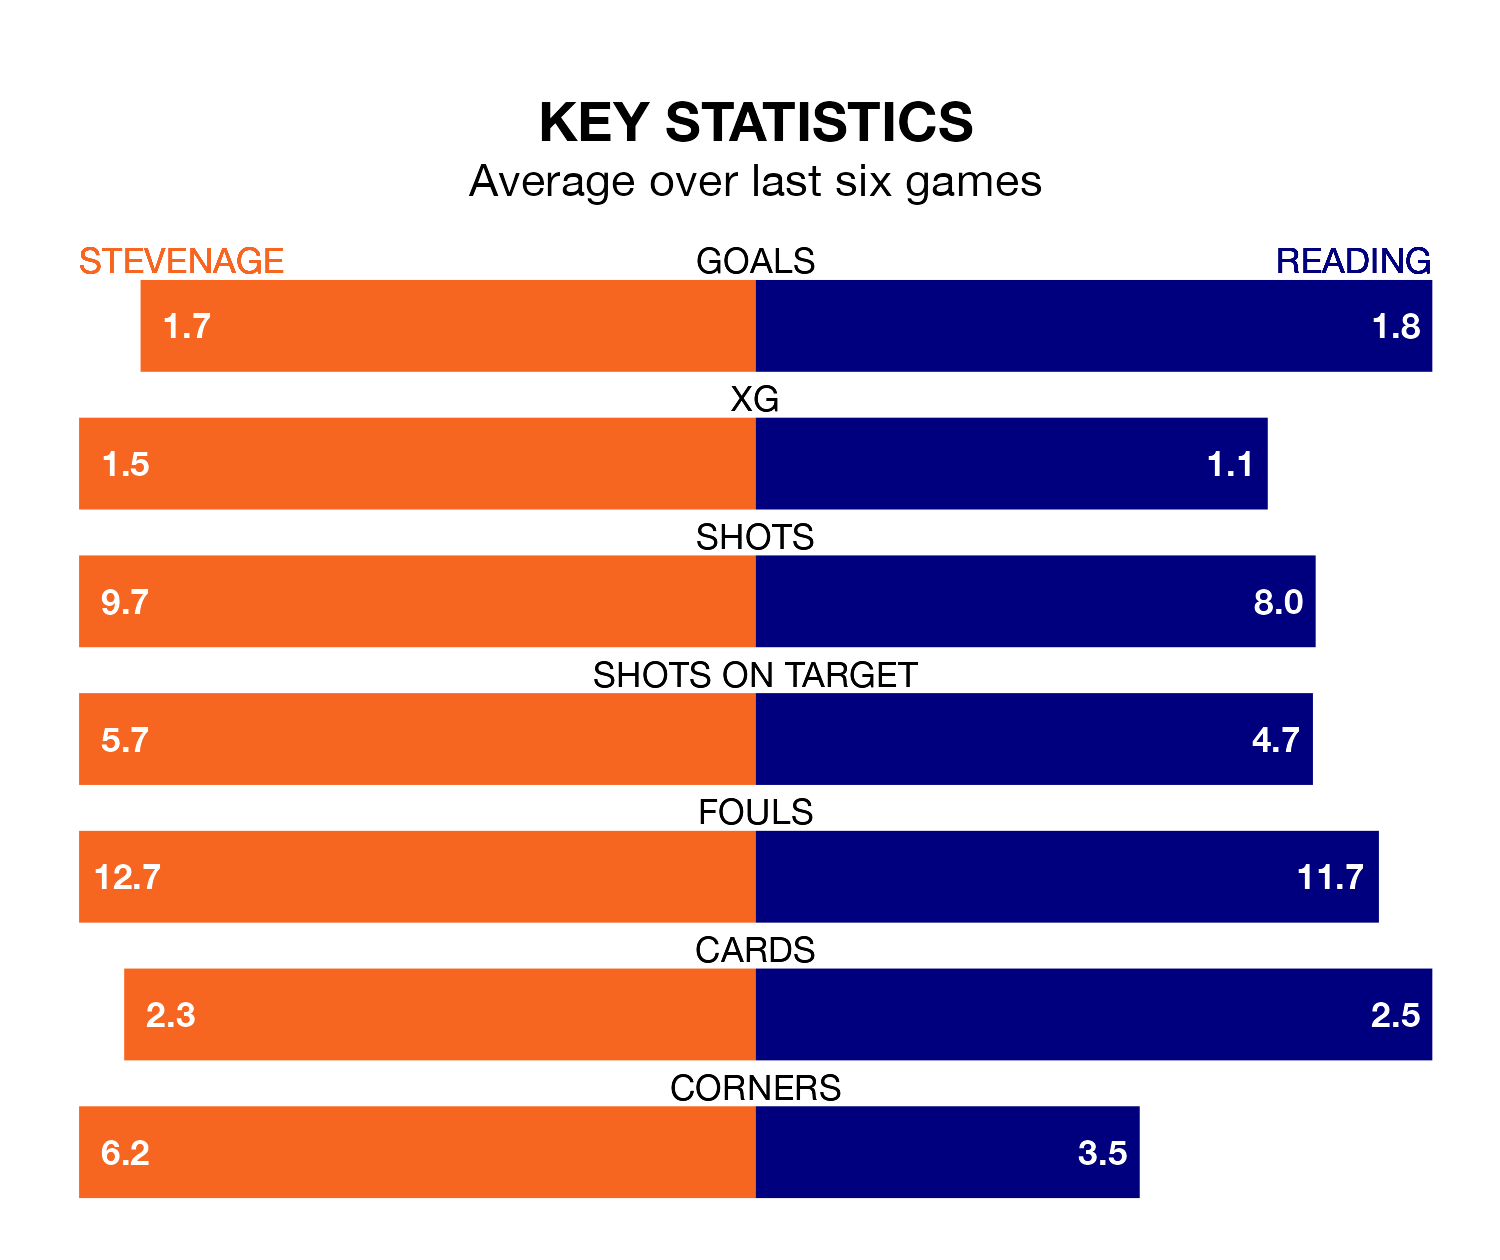 KEY STATISTICS
Average over last six games
STEVENAGE GOALS READING
1.7 1.8
XG
1.5 1.1
SHOTS
9.7 8.0
SHOTS ON TARGET
5.7 4.7
FOULS
12.7 11.7
CARDS
2.3 2.5
CORNERS
6.2 3.5